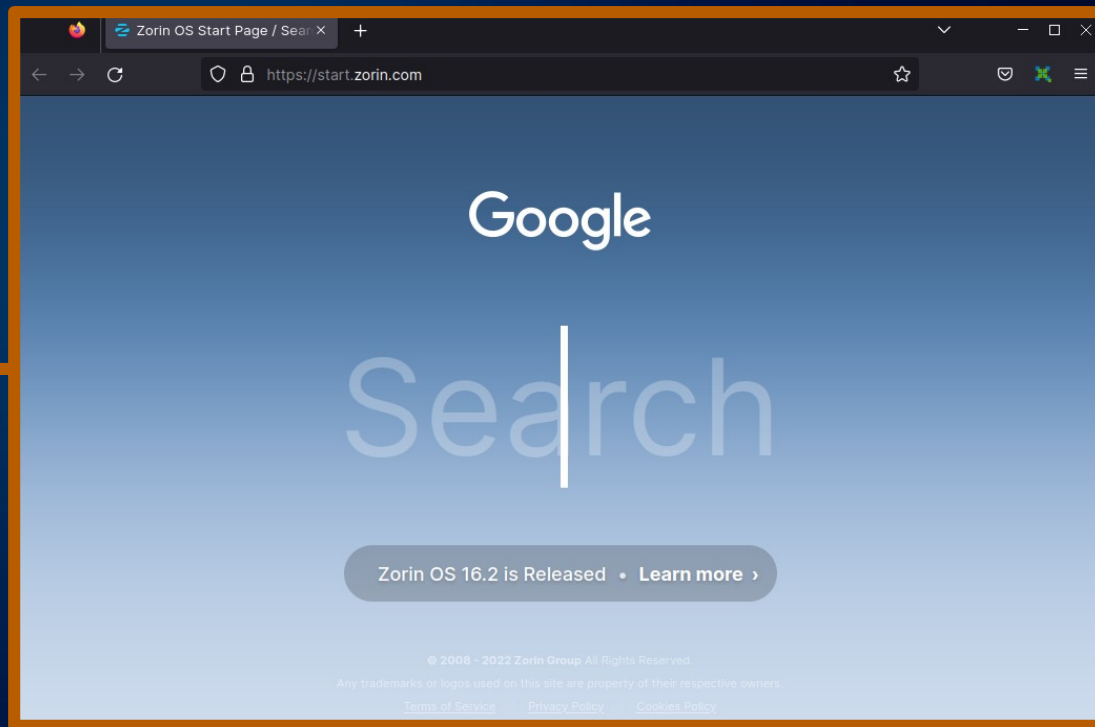 Zorin OS Start Page / Sear
https://start.zorin.com
Google
Search
Zorin OS 16.2 is Released • Learn more ›
© 2008 - 2022 Zorin Group All Rights Reserved.
Any trademarks or logos used on this site are property of their respective owners.
Terms of Service | Privacy Policy | Cookies Policy